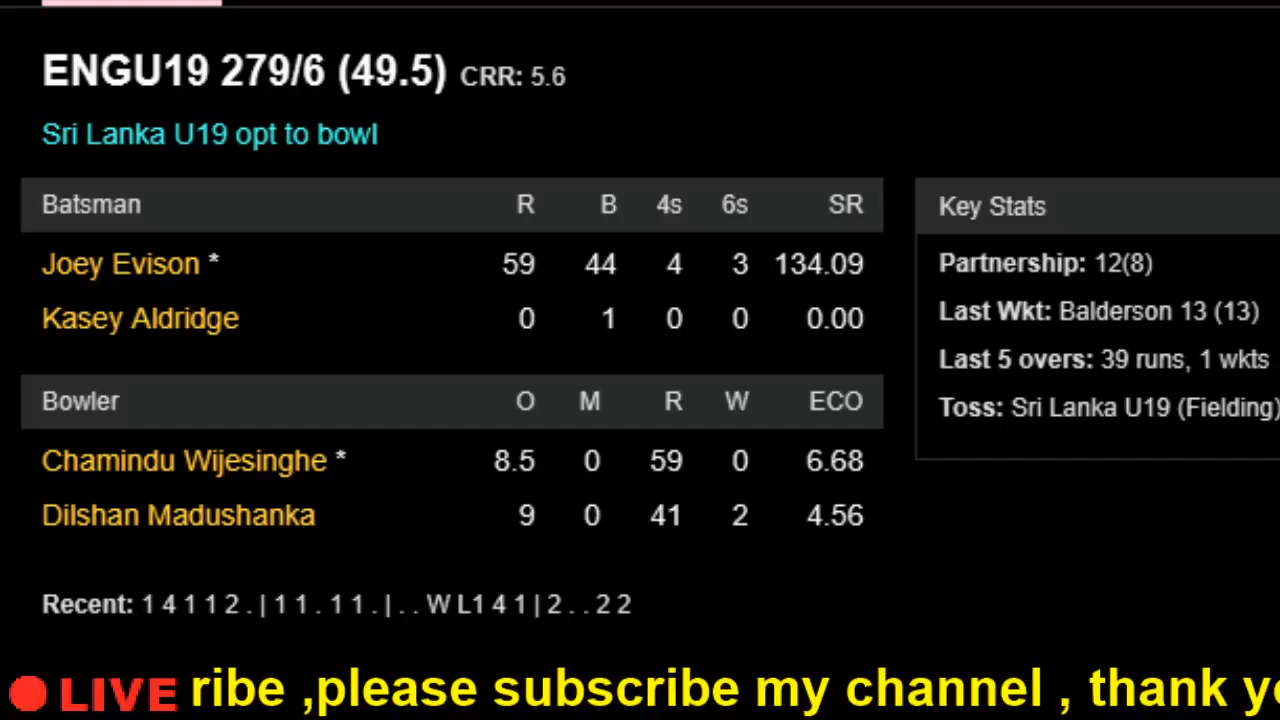 ENGU19 279/6 (49.5) CRR: 5.6
Sri Lanka U19 opt to bowl
Batsman R B 4s 6s SR
Joey Evison * 59 44 4 3 134.09
Kasey Aldridge 0 1 0 0 0.00
Bowler O M R W ECO
Chamindu Wijesinghe * 8.5 0 59 0 6.68
Dilshan Madushanka 9 0 41 2 4.56
Recent: 1 4 1 1 2 . | 1 1 . 1 1 . | . . W L1 4 1 | 2 . . 2 2
Key Stats
Partnership: 12(8)
Last Wkt: Balderson 13 (13)
Last 5 overs: 39 runs, 1 wkts
Toss: Sri Lanka U19 (Fielding)
LIVE ribe ,please subscribe my channel , thank y